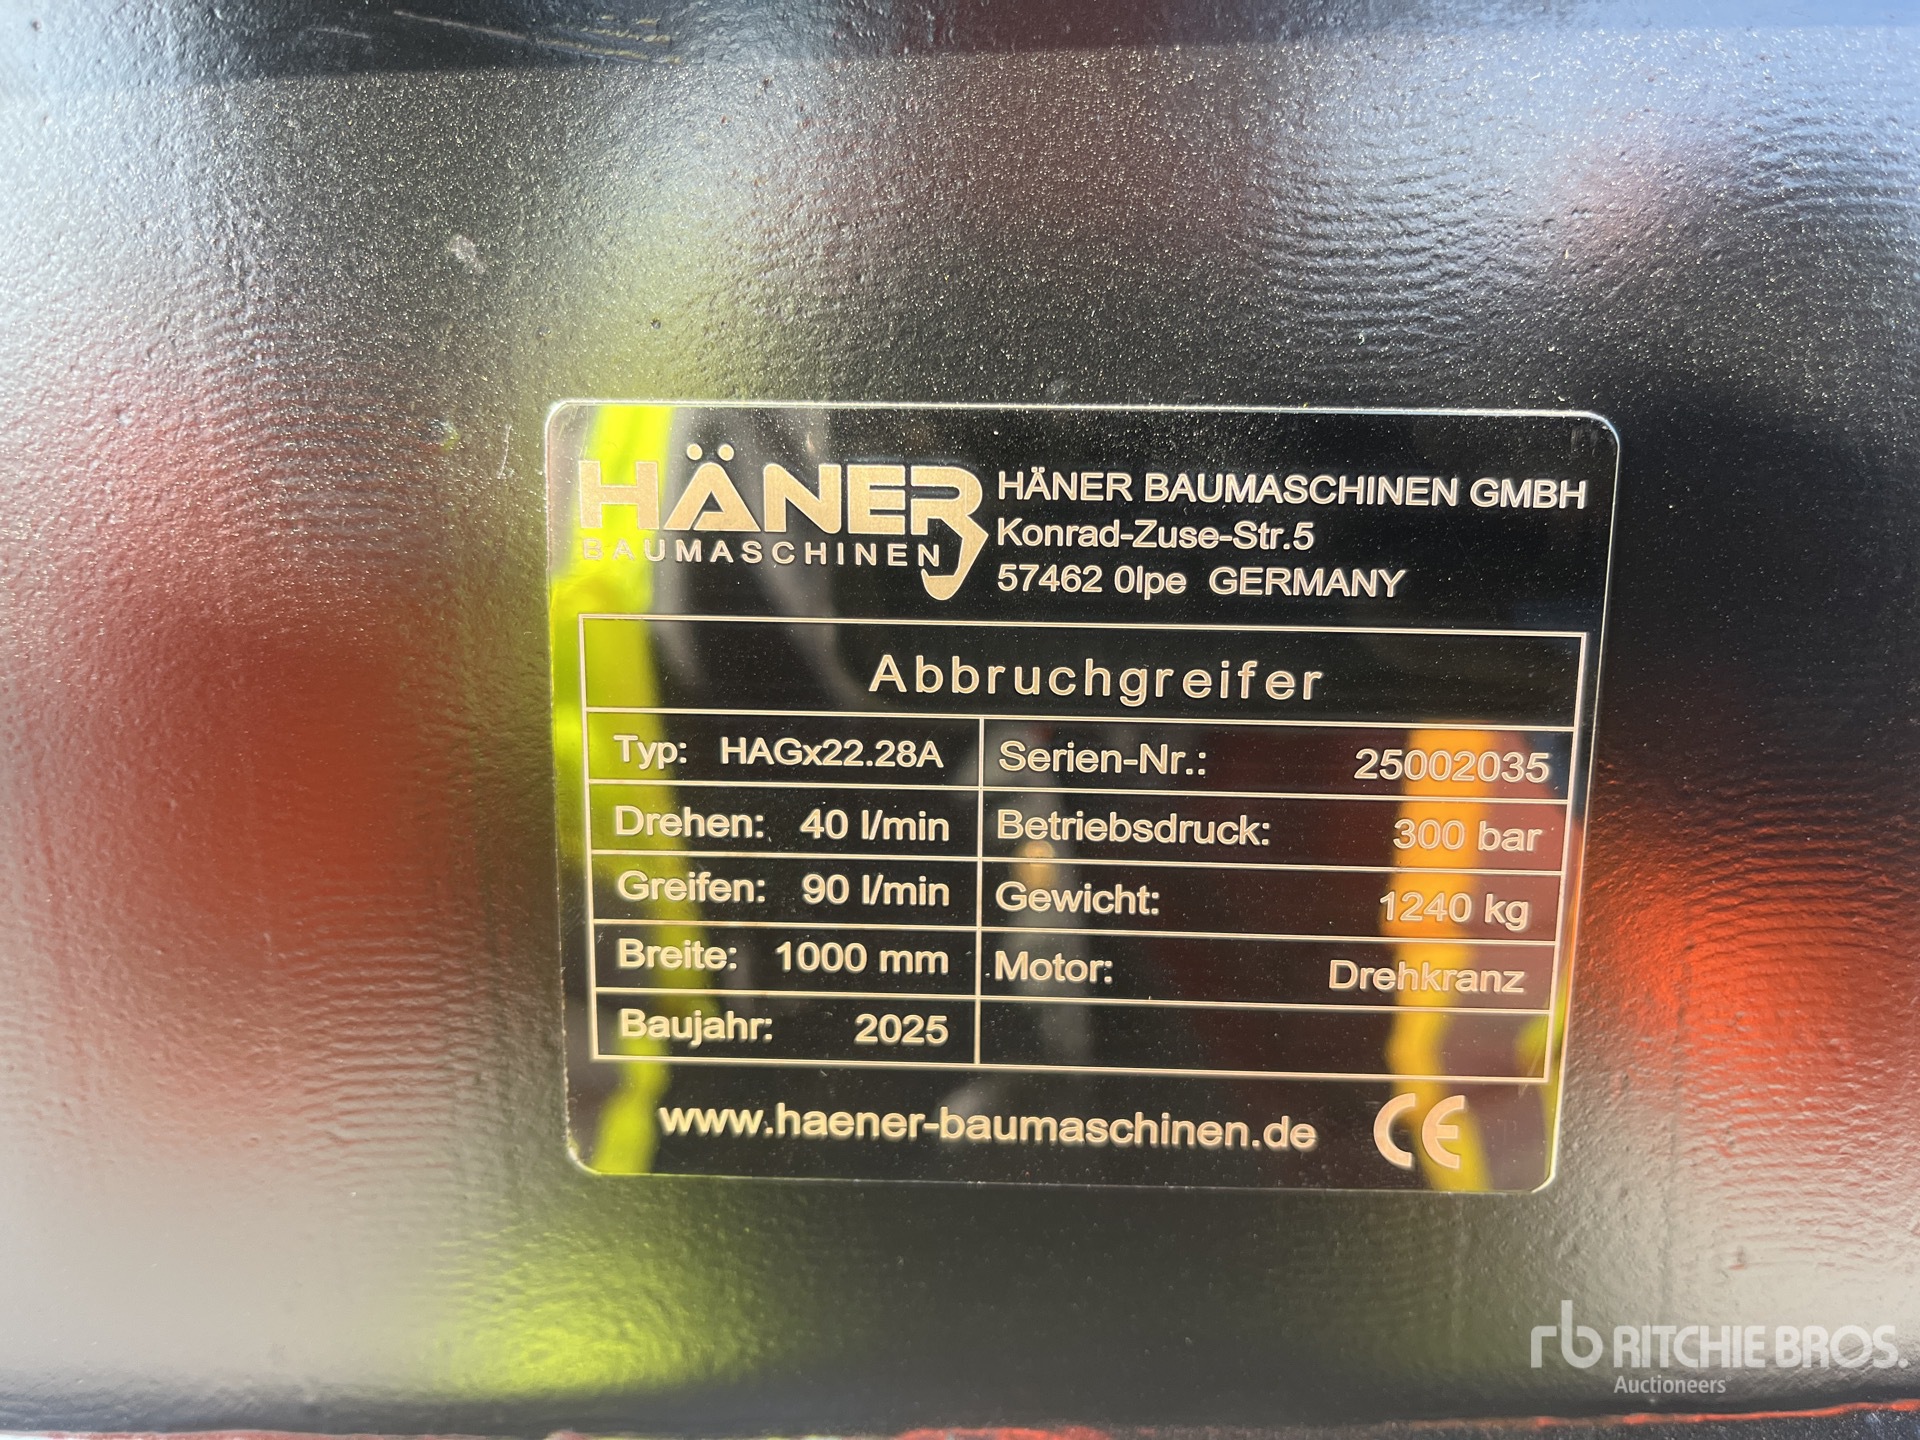 HÄNER
BAUMASCHINEN
HÄNER BAUMASCHINEN GMBH
Konrad-Zuse-Str.5
57462 Olpe GERMANY
Abbruchgreifer
Typ: HAGx22.28A
Serien-Nr.: 25002035
Drehen: 40 l/min
Betriebsdruck: 300 bar
Greifen: 90 l/min
Gewicht: 1240 kg
Breite: 1000 mm
Motor: Drehkranz
Baujahr: 2025
www.haener-baumaschinen.de CE
rb RITCHIE BROS.
Auctioneers